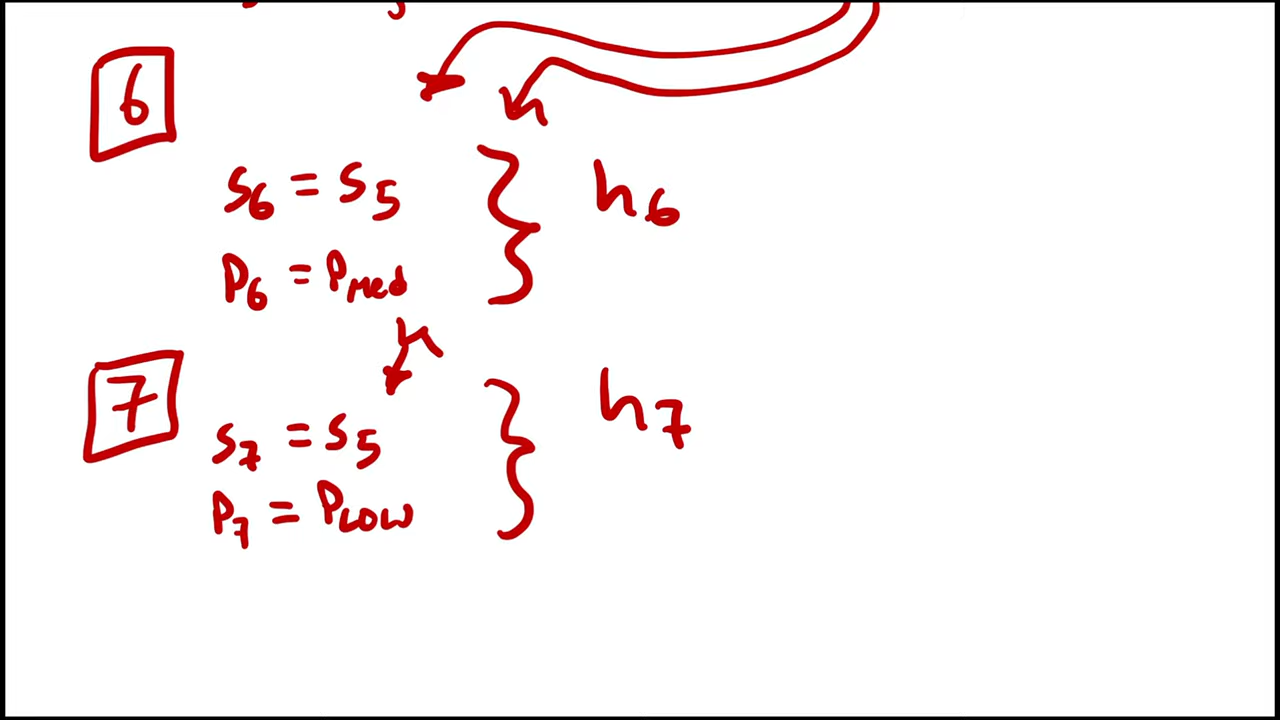 6
s6 = s5
P6 = PMed
h6
7
s7 = s5
P7 = PLOW
h7